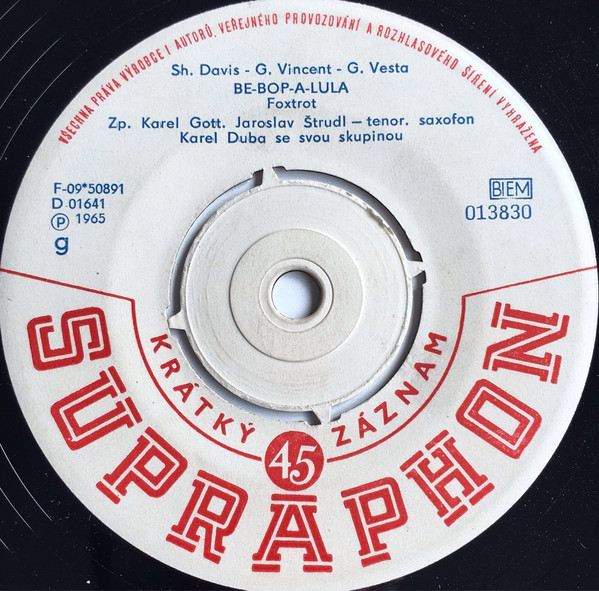 VŠECHNA PRÁVA VÝROBCE I AUTORŮ, VEŘEJNÉHO PROVOZOVÁNÍ A ROZHLASOVÉHO ŠÍŘENÍ VYHRAŽENA
Sh. Davis - G. Vincent - G. Vesta
BE-BOP-A-LULA
Foxtrot
Zp. Karel Gott. Jaroslav Štrudl — tenor. saxofon
Karel Duba se svou skupinou
F-09*50891
D 01641
Ⓟ 1965
g
BIEM
013830
KRÁTKÝ 45 ZÁZNAM
SUPRAPHON